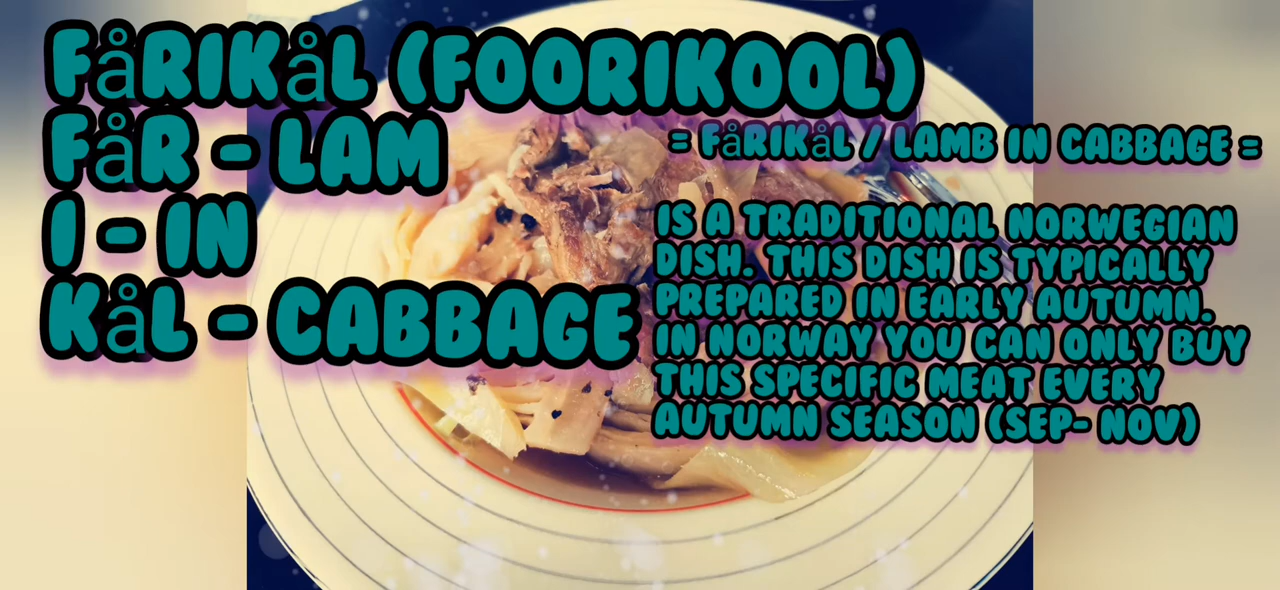 FåRIKåL (FOORIKOOL)
FåR - LAM
I - IN
KåL - CABBAGE
= FåRIKåL / LAMB IN CABBAGE =
IS A TRADITIONAL NORWEGIAN
DISH. THIS DISH IS TYPICALLY
PREPARED IN EARLY AUTUMN.
IN NORWAY YOU CAN ONLY BUY
THIS SPECIFIC MEAT EVERY
AUTUMN SEASON (SEP- NOV)